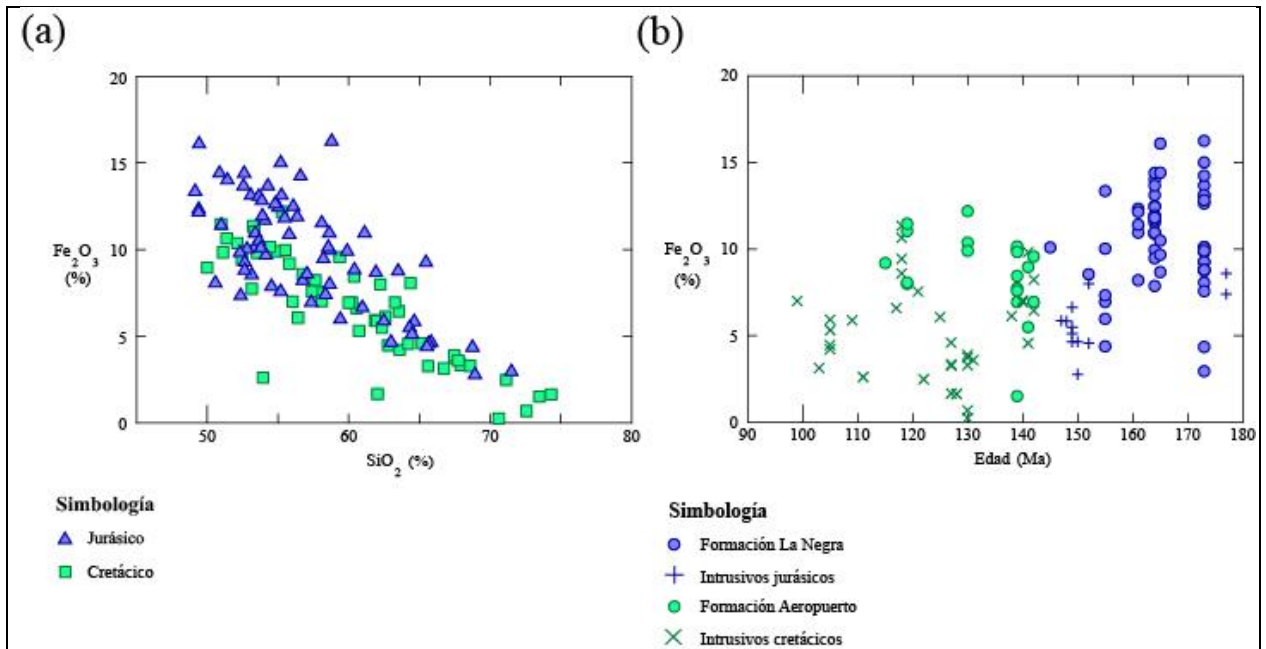 (a)
20
15
10
5
0
Fe2O3
(%)
50
60
70
80
SiO2 (%)
Simbología
Jurásico
Cretácico
(b)
20
15
10
5
0
Fe2O3
(%)
90
100
110
120
130
140
150
160
170
180
Edad (Ma)
Simbología
Formación La Negra
Intrusivos jurásicos
Formación Aeropuerto
Intrusivos cretácicos